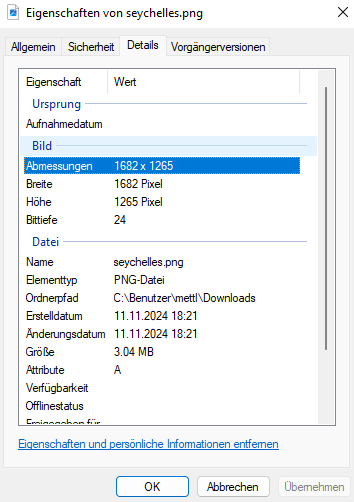 Eigenschaften von seychelles.png
Allgemein Sicherheit Details Vorgängerversionen
Eigenschaft Wert
Ursprung
Aufnahmedatum
Bild
Abmessungen 1682 x 1265
Breite 1682 Pixel
Höhe 1265 Pixel
Bittiefe 24
Datei
Name seychelles.png
Elementtyp PNG-Datei
Ordnerpfad C:\Benutzer\mettl\Downloads
Erstelldatum 11.11.2024 18:21
Änderungsdatum 11.11.2024 18:21
Größe 3.04 MB
Attribute A
Verfügbarkeit
Offlinestatus
Freigegeben für
Eigenschaften und persönliche Informationen entfernen
OK Abbrechen Übernehmen